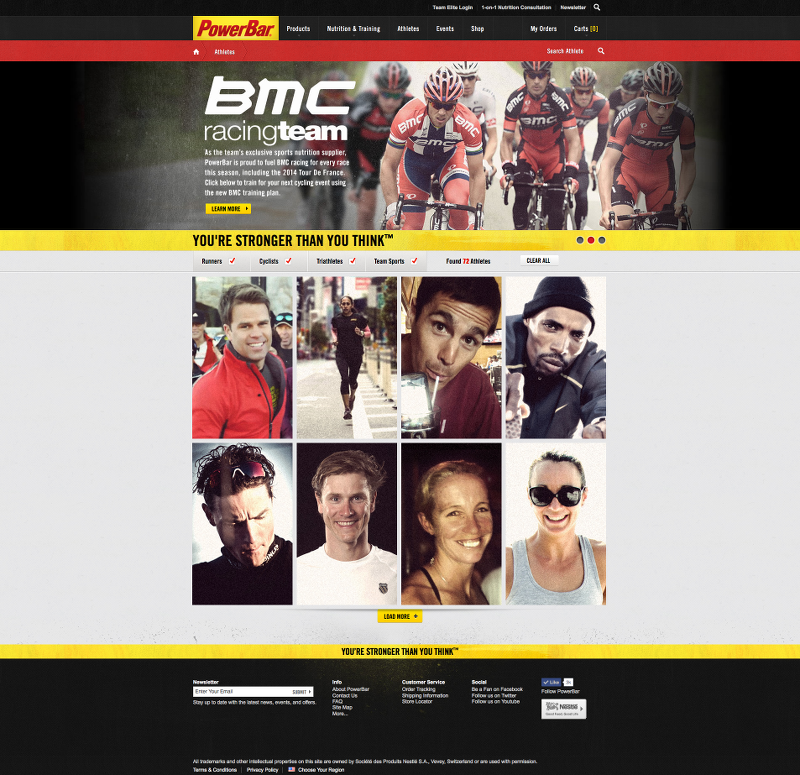 Team Elite Login 1-on-1 Nutrition Consultation Newsletter
PowerBar
Products Nutrition & Training Athletes Events Shop My Orders Carts [0]
Athletes Search Athlete
BMC
racingteam
As the team's exclusive sports nutrition supplier,
PowerBar is proud to fuel BMC racing for every race
this season, including the 2014 Tour De France.
Click below to train for your next cycling event using
the new BMC training plan.
LEARN MORE
BMC
BMC
BMC
BMC
YOU'RE STRONGER THAN YOU THINK™
Runners Cyclists Triathletes Team Sports Found 72 Athletes CLEAR ALL
LOAD MORE +
YOU'RE STRONGER THAN YOU THINK™
Newsletter
Enter Your Email SUBMIT
Stay up to date with the latest news, events, and offers.
Info
About PowerBar
Contact Us
FAQ
Site Map
More...
Customer Service
Order Tracking
Shipping Information
Store Locator
Social
Be a Fan on Facebook
Follow us on Twitter
Follow us on Youtube
Like
Follow PowerBar
Nestle
All trademarks and other intellectual properties on this site are owned by Société des Produits Nestlé S.A., Vevey, Switzerland or are used with permission.
Terms & Conditions Privacy Policy Choose Your Region